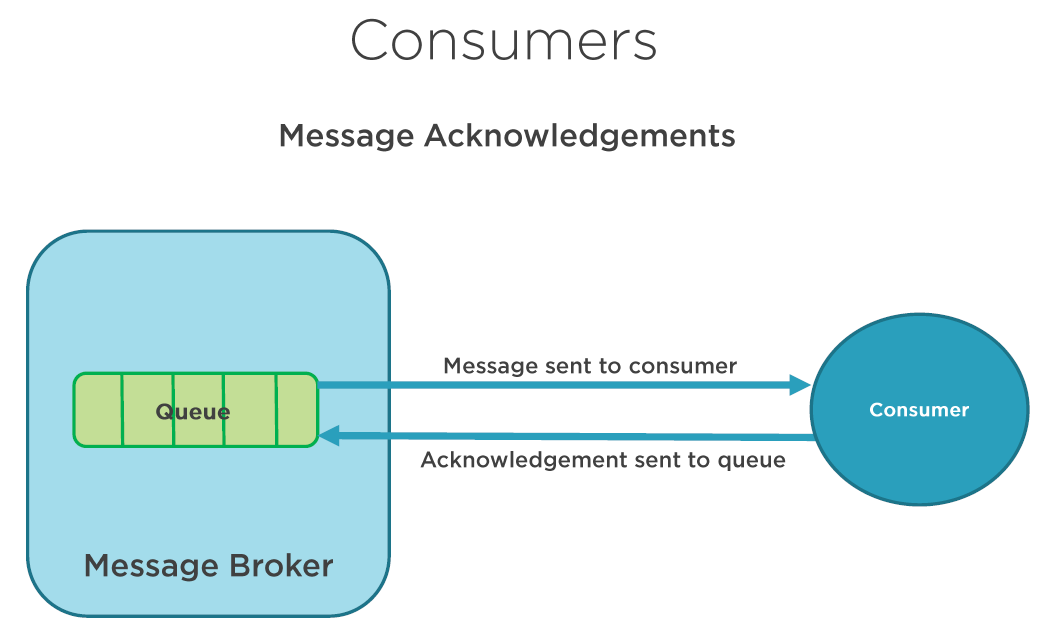 Consumers
Message Acknowledgements
Message sent to consumer
Queue
Consumer
Acknowledgement sent to queue
Message Broker